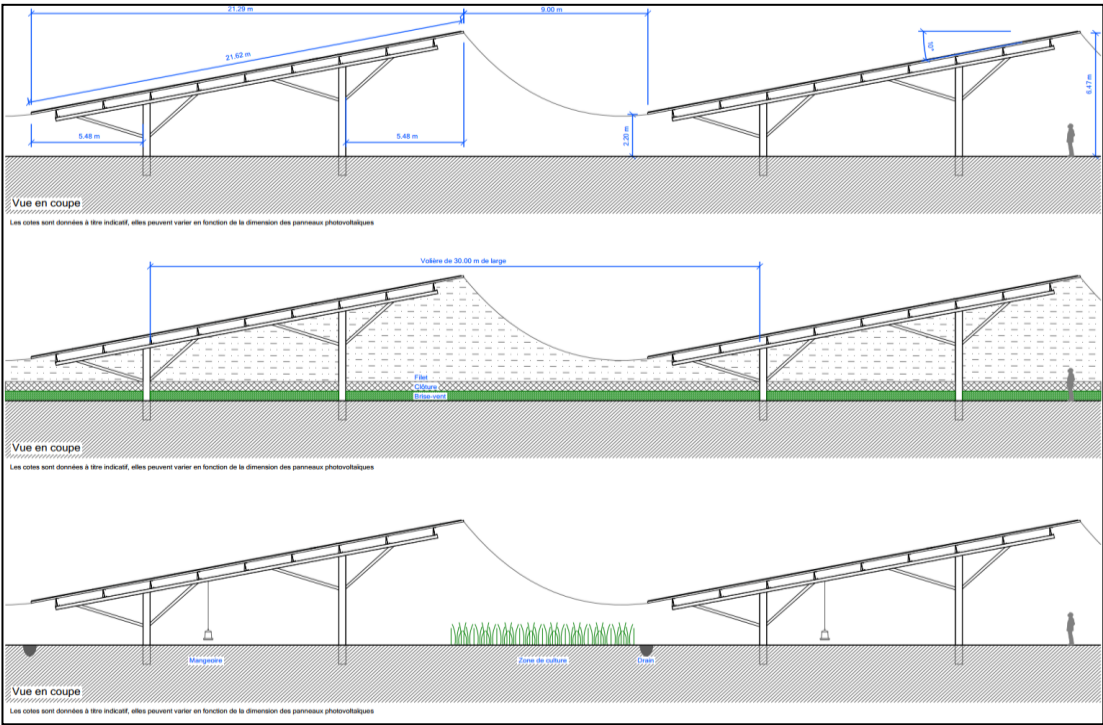 21.29 m
9.00 m
21.62 m
10°
6.47 m
5.48 m
5.48 m
2.20 m
Vue en coupe
Les cotes sont données à titre indicatif, elles peuvent varier en fonction de la dimension des panneaux photovoltaïques
Volière de 30.00 m de large
Filet
Clôture
Brise-vent
Vue en coupe
Les cotes sont données à titre indicatif, elles peuvent varier en fonction de la dimension des panneaux photovoltaïques
Mangeoire
Zone de culture
Drain
Vue en coupe
Les cotes sont données à titre indicatif, elles peuvent varier en fonction de la dimension des panneaux photovoltaïques